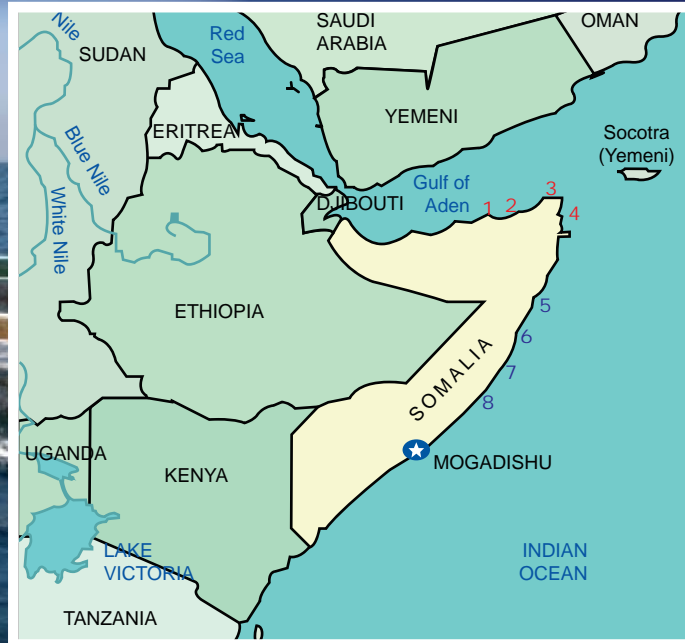 Nile
SUDAN
Red
Sea
SAUDI
ARABIA
OMAN
YEMENI
ERITREA
Blue Nile
White Nile
Socotra
(Yemeni)
DJIBOUTI
Gulf of
Aden
1
2
3
4
ETHIOPIA
5
6
7
8
SOMALIA
MOGADISHU
UGANDA
KENYA
LAKE
VICTORIA
INDIAN
OCEAN
TANZANIA